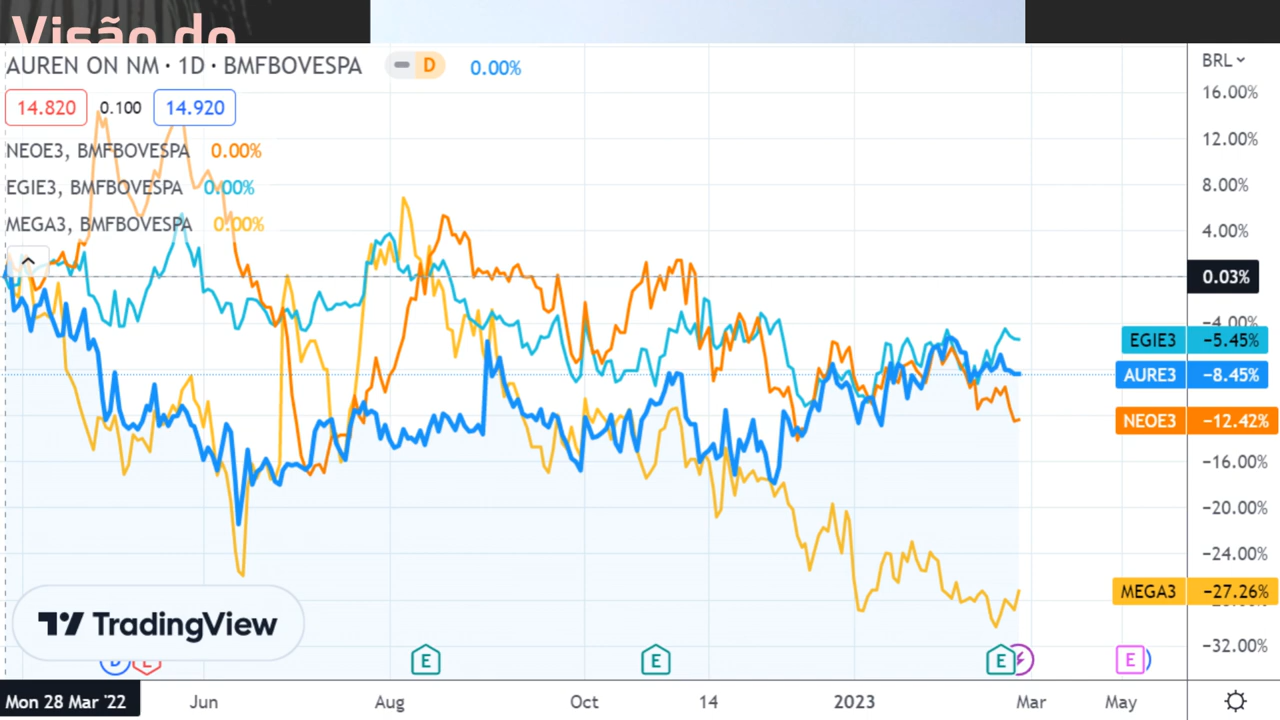 Visão do
AUREN ON NM · 1D · BMFBOVESPA D 0.00% BRL
14.820 0.100 14.920
NEOE3, BMFBOVESPA 0.00%
EGIE3, BMFBOVESPA 0.00%
MEGA3, BMFBOVESPA 0.00%
16.00%
12.00%
8.00%
4.00%
0.03%
−4.00%
EGIE3 −5.45%
AURE3 −8.45%
NEOE3 −12.42%
−16.00%
−20.00%
−24.00%
MEGA3 −27.26%
−32.00%
TradingView
D E E E E E
Mon 28 Mar '22 Jun Aug Oct 14 2023 Mar May